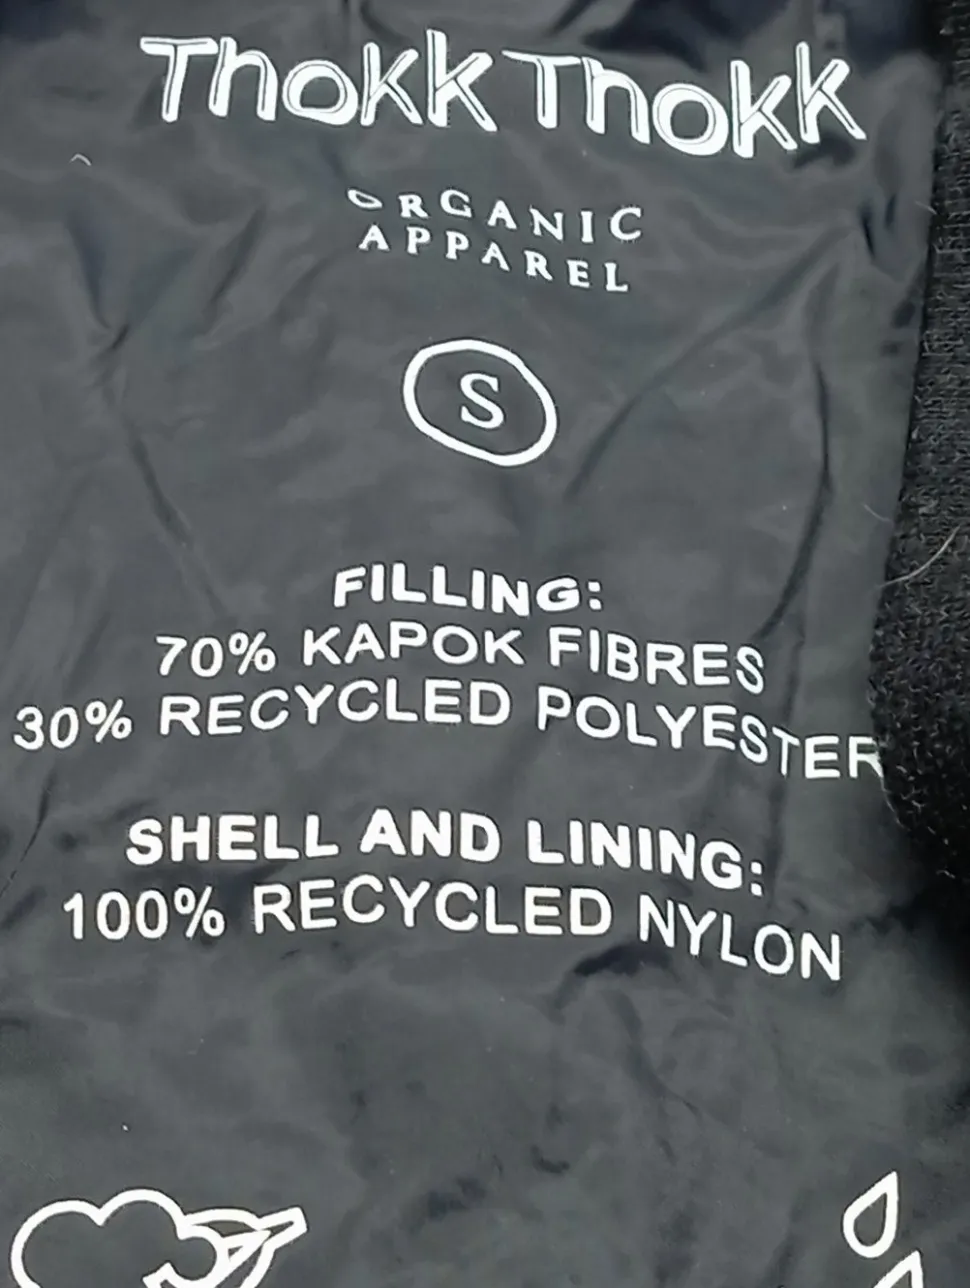 Thokk Thokk
ORGANIC
APPAREL
S
FILLING:
70% KAPOK FIBRES
30% RECYCLED POLYESTER
SHELL AND LINING:
100% RECYCLED NYLON